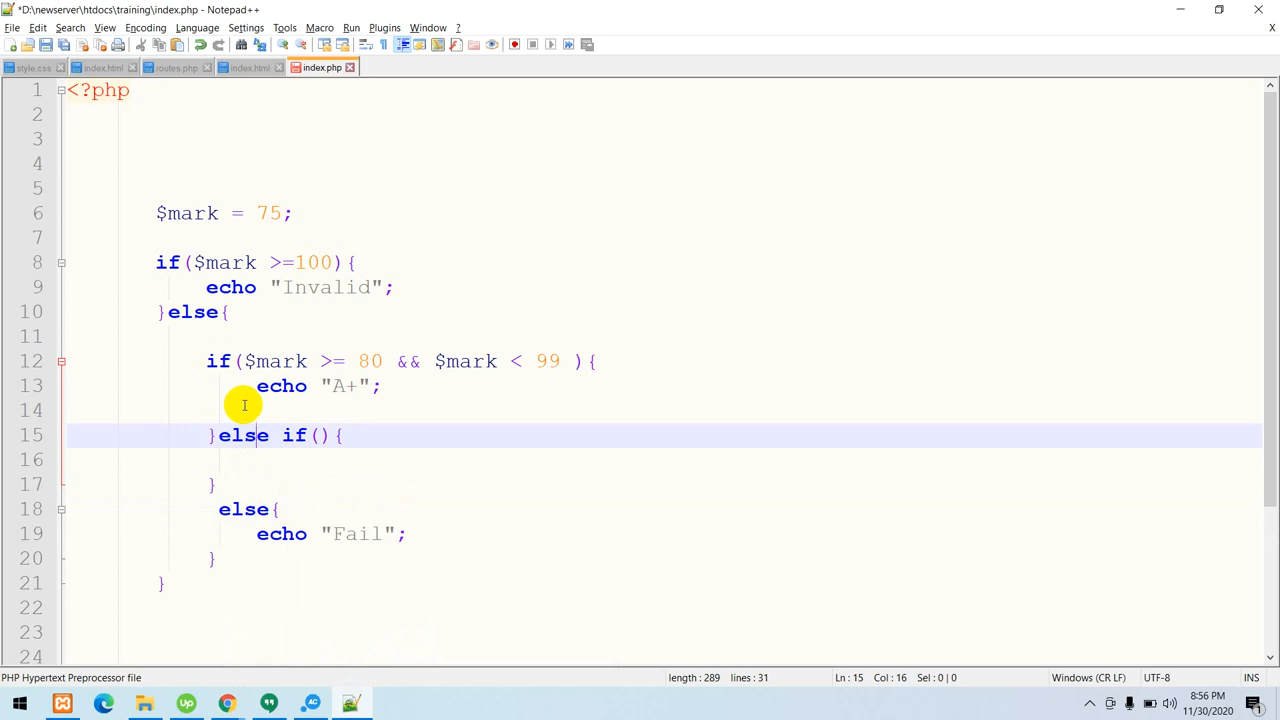 *D:\newserver\htdocs\training\index.php - Notepad++
File Edit Search View Encoding Language Settings Tools Macro Run Plugins Window ? X
style.css index.html routes.php index.html index.php
1 <?php
2
3
4
5
6 $mark = 75;
7
8 if($mark >=100){
9 echo "Invalid";
10 }else{
11
12 if($mark >= 80 && $mark < 99 ){
13 echo "A+";
14
15 }else if(){
16
17 }
18 else{
19 echo "Fail";
20 }
21 }
22
23
24
PHP Hypertext Preprocessor file length : 289 lines : 31 Ln : 15 Col : 16 Sel : 0 | 0 Windows (CR LF) UTF-8 INS
8:56 PM
11/30/2020